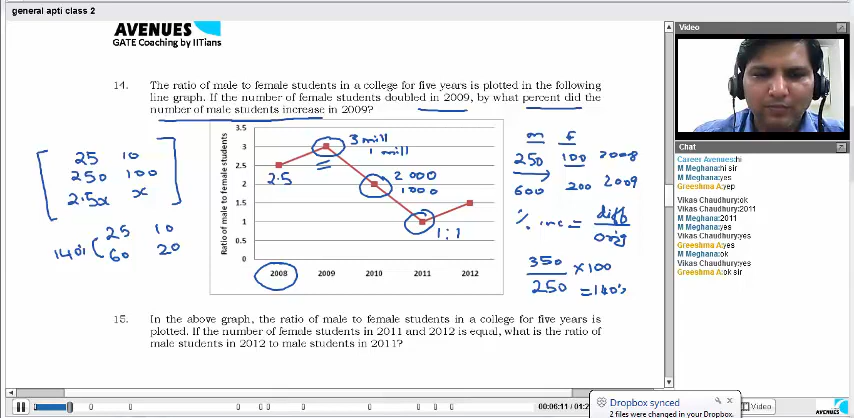 general apti class 2
AVENUES
GATE Coaching by IITians
14. The ratio of male to female students in a college for five years is plotted in the following
line graph. If the number of female students doubled in 2009, by what percent did the
number of male students increase in 2009?
Ratio of male to female students
3.5
3
2.5
2
1.5
1
0.5
0
2008 2009 2010 2011 2012
2.5
3 mill
1 mill
2000
1000
1:1
25 10
250 100
2.5x x
25 10
60 20
140%
m f
250 100 2008
600 200 2009
% inc = diff
orig
350
250
×100
=140%
15. In the above graph, the ratio of male to female students in a college for five years is
plotted. If the number of female students in 2011 and 2012 is equal, what is the ratio of
male students in 2012 to male students in 2011?
00:06:11
Video
Chat
Career Avenues:hi
M Meghana:hi sir
M Meghana:yes
Greeshma A:yep
Vikas Chaudhury:ok
Vikas Chaudhury:2011
M Meghana:yes
Vikas Chaudhury:yes
Greeshma A:yes
M Meghana:ok
Vikas Chaudhury:yes
Greeshma A:ok sir
Dropbox synced
2 files were changed in your Dropbox.
Video
AVENUES